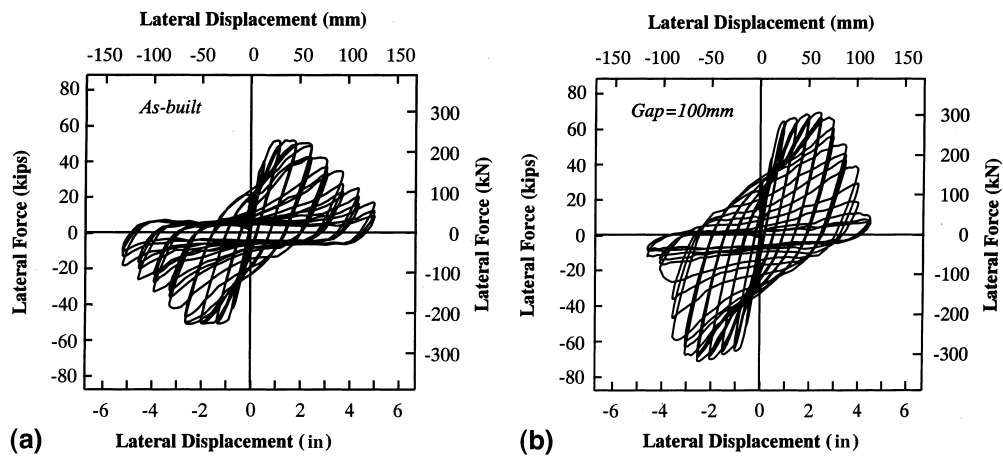 Lateral Displacement (mm)
-150 -100 -50 0 50 100 150
80
60
40
20
0
-20
-40
-60
-80
Lateral Force (kips)
As-built
300
200
100
0
-100
-200
-300
Lateral Force (kN)
-6 -4 -2 0 2 4 6
(a) Lateral Displacement (in)
Lateral Displacement (mm)
-150 -100 -50 0 50 100 150
80
60
40
20
0
-20
-40
-60
-80
Lateral Force (kips)
Gap=100mm
300
200
100
0
-100
-200
-300
Lateral Force (kN)
-6 -4 -2 0 2 4 6
(b) Lateral Displacement (in)